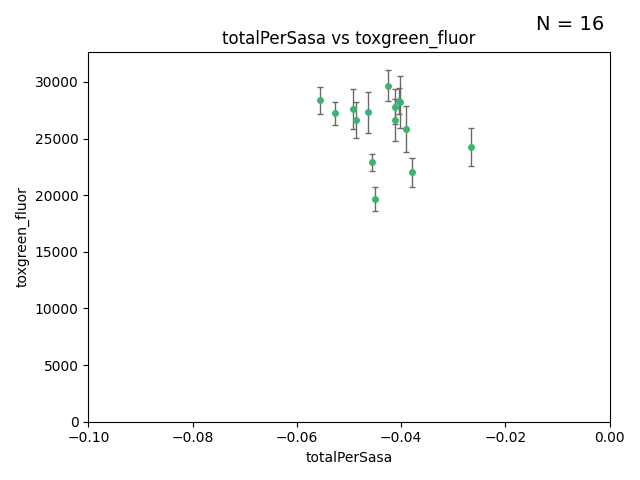 N = 16
totalPerSasa vs toxgreen_fluor
toxgreen_fluor
30000
25000
20000
15000
10000
5000
0
−0.10 −0.08 −0.06 −0.04 −0.02 0.00
totalPerSasa